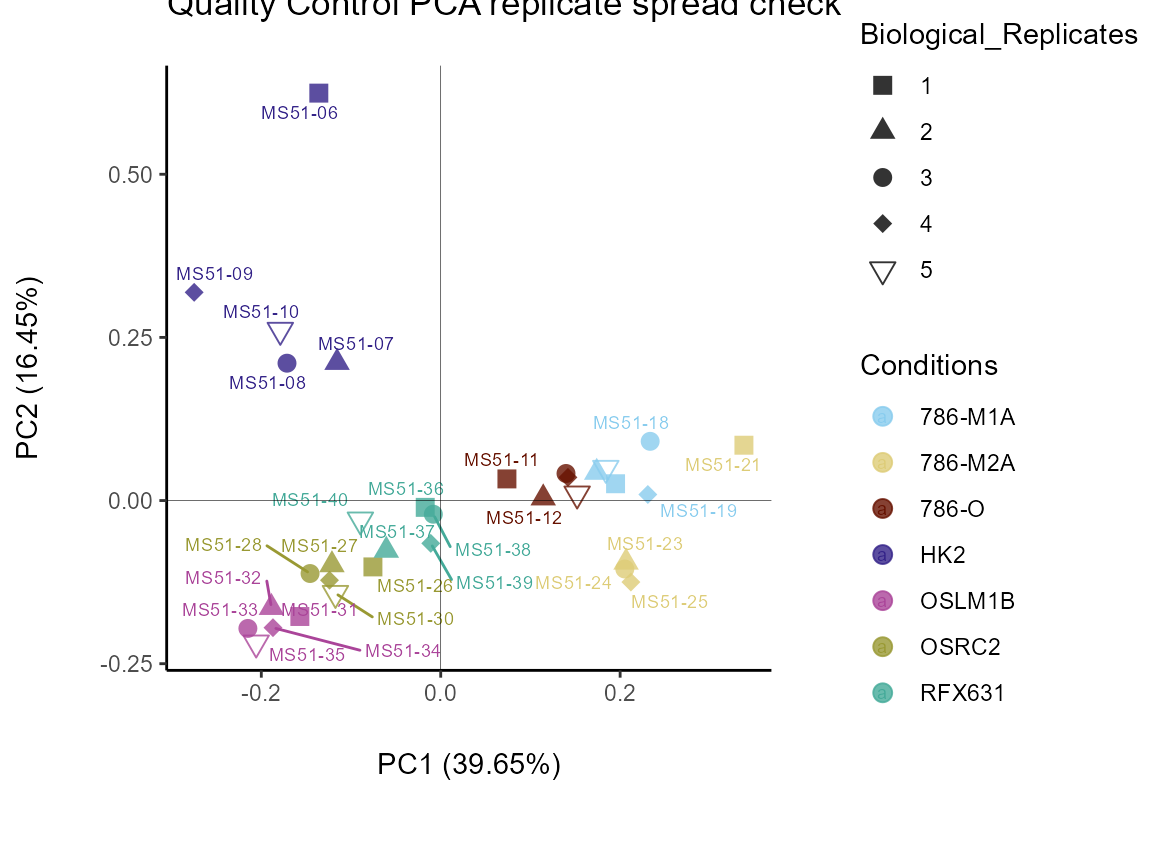 Quality Control PCA replicate spread check
Biological_Replicates
1
2
3
4
5
Conditions
a 786-M1A
a 786-M2A
a 786-O
a HK2
a OSLM1B
a OSRC2
a RFX631
PC2 (16.45%)
0.50
0.25
0.00
-0.25
MS51-06
MS51-09
MS51-10
MS51-07
MS51-08
MS51-18
MS51-11
MS51-21
MS51-36
MS51-40
MS51-12
MS51-19
MS51-37
MS51-28
MS51-27
MS51-38
MS51-23
MS51-32
MS51-26
MS51-39
MS51-24
MS51-33
MS51-31
MS51-30
MS51-25
MS51-35
MS51-34
-0.2
0.0
0.2
PC1 (39.65%)